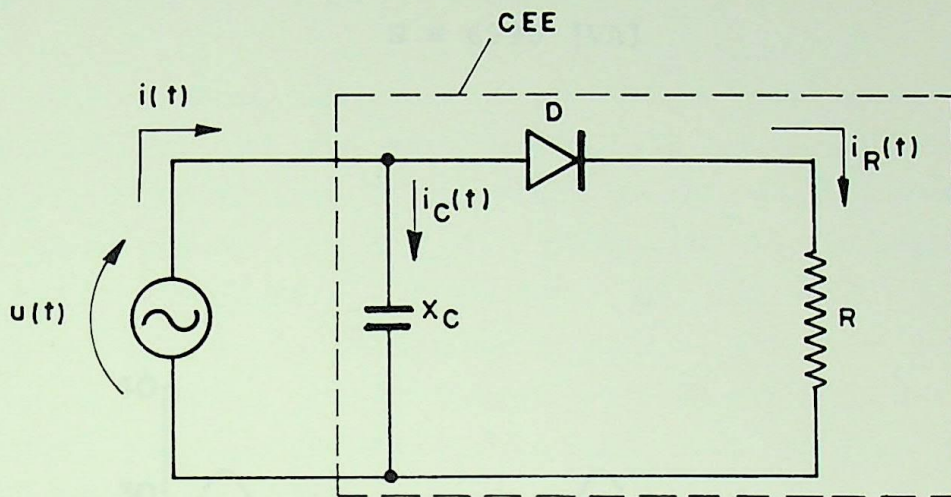 CEE
i(t)
D
i_R(t)
i_C(t)
u(t)
X_C
R